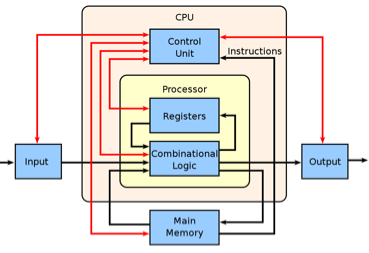 CPU
Control
Unit
Instructions
Processor
Registers
Combinational
Logic
Input
Output
Main
Memory